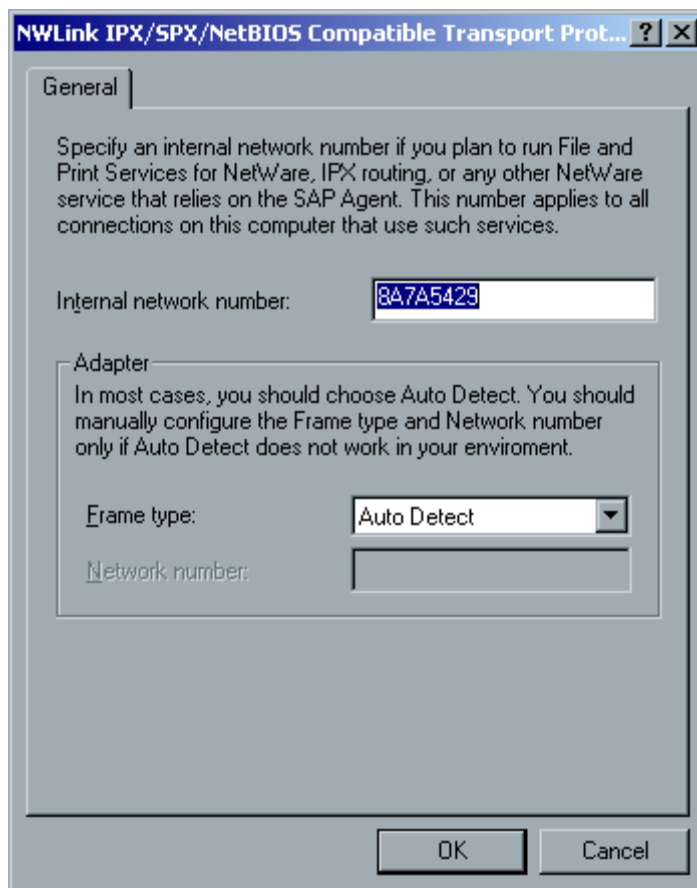 NWLink IPX/SPX/NetBIOS Compatible Transport Prot...
General
Specify an internal network number if you plan to run File and
Print Services for NetWare, IPX routing, or any other NetWare
service that relies on the SAP Agent. This number applies to all
connections on this computer that use such services.
Internal network number: 8A7A5429
Adapter
In most cases, you should choose Auto Detect. You should
manually configure the Frame type and Network number
only if Auto Detect does not work in your enviroment.
Frame type: Auto Detect
Network number:
OK Cancel